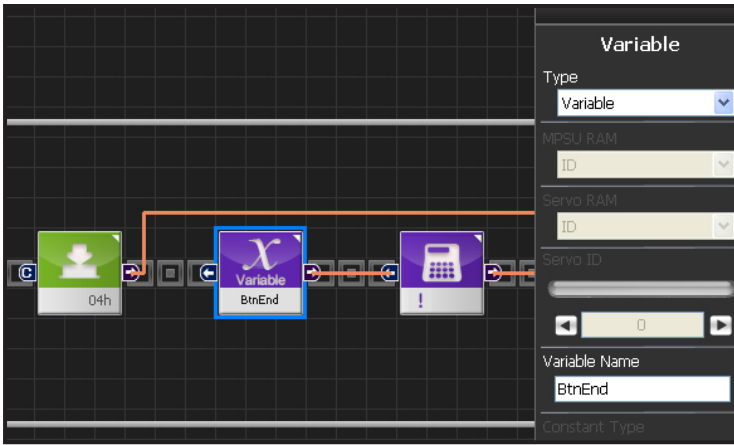 Variable
Type
Variable
MPSU RAM
ID
Servo RAM
ID
Servo ID
0
Variable Name
BtnEnd
Constant Type
C
04h
X
Variable
BtnEnd
!